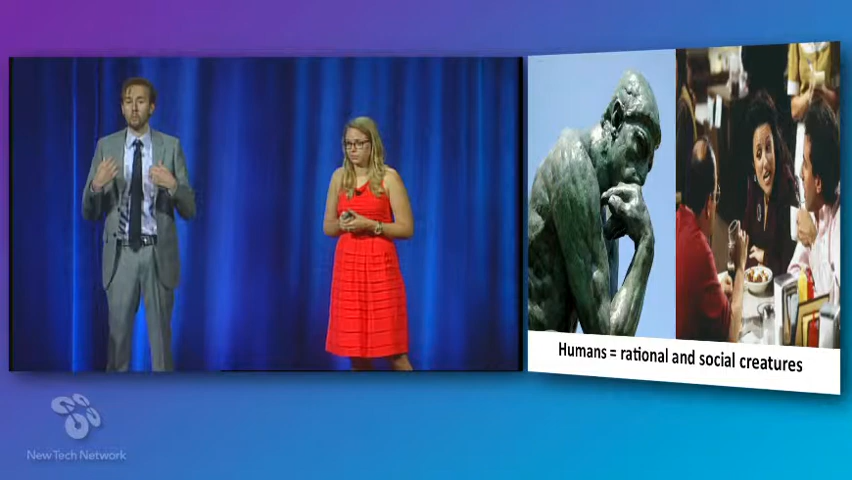 Humans = rational and social creatures
New Tech Network